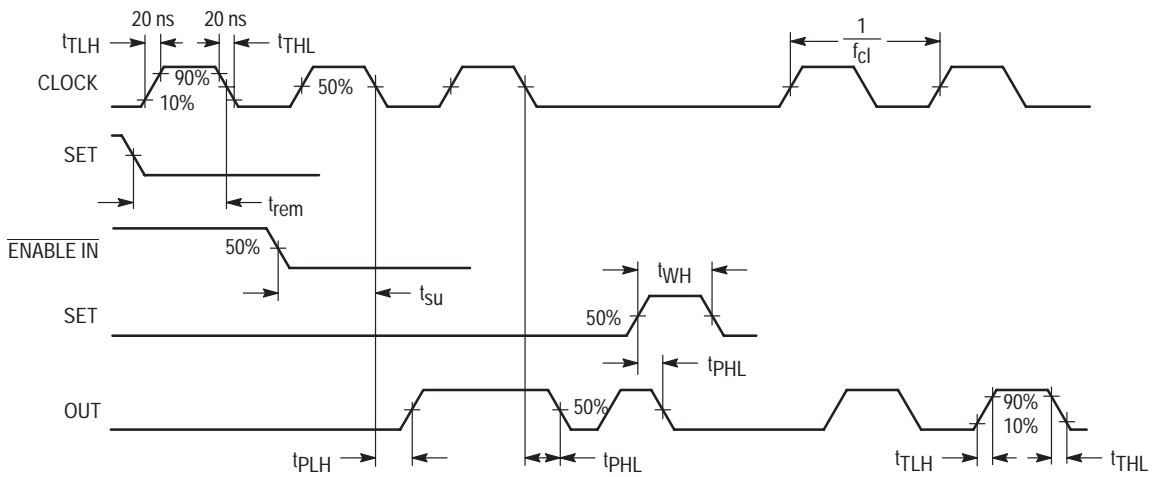 20 ns 20 ns
tTLH tTHL
1
fcl
CLOCK 90% 50%
10%
SET
trem
ENABLE IN 50%
tsu
tWH
SET 50%
tPHL
OUT 50% 90%
10%
tPLH tPHL tTLH tTHL